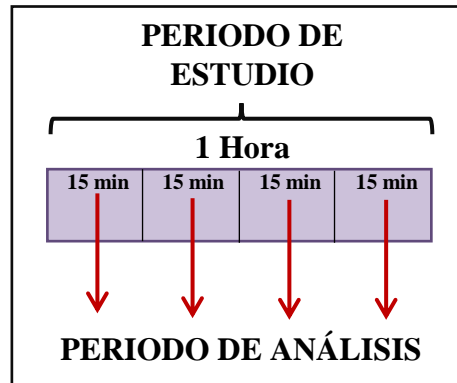 PERIODO DE
ESTUDIO
1 Hora
15 min 15 min 15 min 15 min
PERIODO DE ANÁLISIS